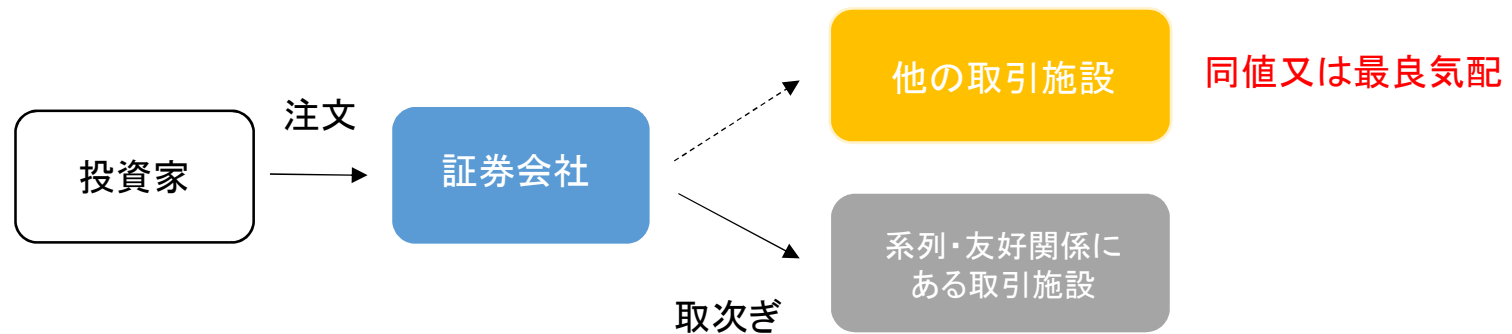 投資家
注文
証券会社
他の取引施設
同値又は最良気配
系列・友好関係に
ある取引施設
取次ぎ